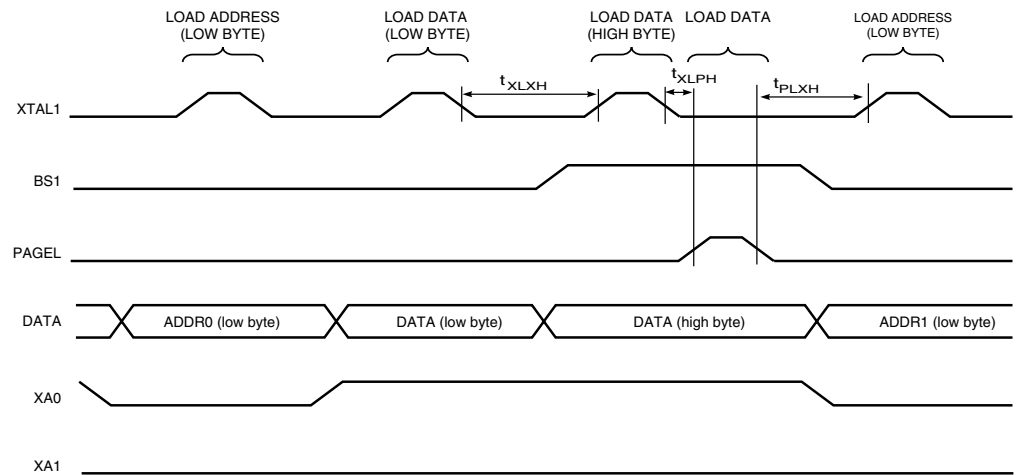 LOAD ADDRESS
(LOW BYTE)
LOAD DATA
(LOW BYTE)
LOAD DATA
(HIGH BYTE)
LOAD DATA
LOAD ADDRESS
(LOW BYTE)
XTAL1
tXLXH
tXLPH
tPLXH
BS1
PAGEL
DATA
ADDR0 (low byte)
DATA (low byte)
DATA (high byte)
ADDR1 (low byte)
XA0
XA1